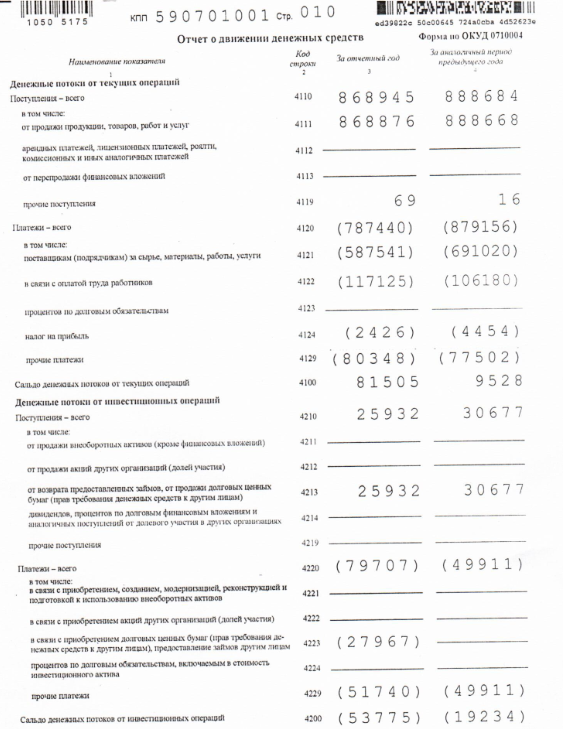 1050 5175
КПП 590701001 Стр. 010
ed39822c 50c00645 724a0cba 4d52623e
Отчет о движении денежных средств
Форма по ОКУД 0710004
Наименование показателя Код строки За отчетный год За аналогичный период предыдущего года
1 2 3 4
Денежные потоки от текущих операций
Поступления – всего 4110 868945 888684
в том числе:
от продажи продукции, товаров, работ и услуг 4111 868876 888668
арендных платежей, лицензионных платежей, роялти,
комиссионных и иных аналогичных платежей 4112
от перепродажи финансовых вложений 4113
прочие поступления 4119 69 16
Платежи – всего 4120 (787440) (879156)
в том числе:
поставщикам (подрядчикам) за сырье, материалы, работы, услуги 4121 (587541) (691020)
в связи с оплатой труда работников 4122 (117125) (106180)
процентов по долговым обязательствам 4123
налог на прибыль 4124 (2426) (4454)
прочие платежи 4129 (80348) (77502)
Сальдо денежных потоков от текущих операций 4100 81505 9528
Денежные потоки от инвестиционных операций
Поступления – всего 4210 25932 30677
в том числе:
от продажи внеоборотных активов (кроме финансовых вложений) 4211
от продажи акций других организаций (долей участия) 4212
от возврата предоставленных займов, от продажи долговых ценных
бумаг (прав требования денежных средств к другим лицам) 4213 25932 30677
дивидендов, процентов по долговым финансовым вложениям и
аналогичных поступлений от долевого участия в других организациях 4214
прочие поступления 4219
Платежи – всего 4220 (79707) (49911)
в том числе:
в связи с приобретением, созданием, модернизацией, реконструкцией и
подготовкой к использованию внеоборотных активов 4221
в связи с приобретением акций других организаций (долей участия) 4222
в связи с приобретением долговых ценных бумаг (прав требования де-
нежных средств к другим лицам), предоставление займов другим лицам 4223 (27967)
процентов по долговым обязательствам, включаемым в стоимость
инвестиционного актива 4224
прочие платежи 4229 (51740) (49911)
Сальдо денежных потоков от инвестиционных операций 4200 (53775) (19234)